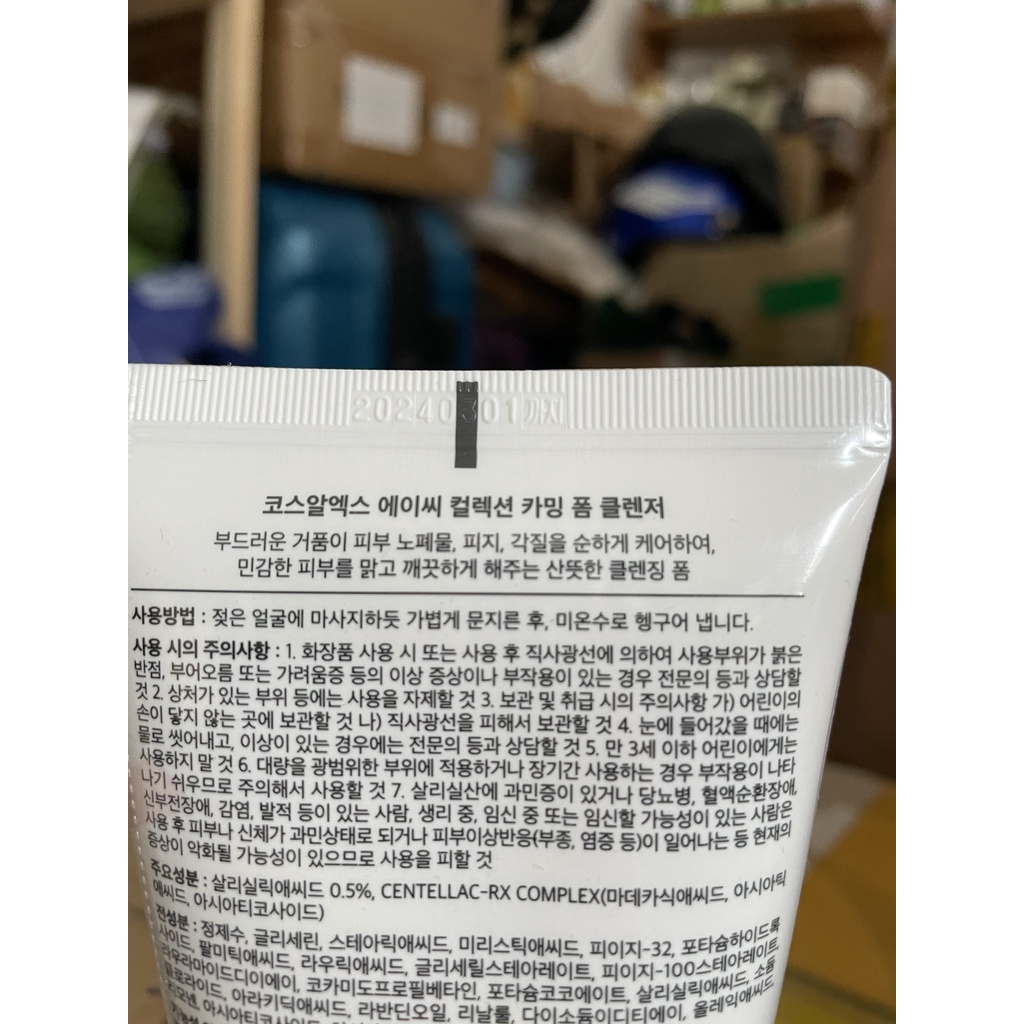 20240301까지
코스알엑스 에이씨 컬렉션 카밍 폼 클렌저
부드러운 거품이 피부 노폐물, 피지, 각질을 순하게 케어하여,
민감한 피부를 맑고 깨끗하게 해주는 산뜻한 클렌징 폼
사용방법 : 젖은 얼굴에 마사지하듯 가볍게 문지른 후, 미온수로 헹구어 냅니다.
사용 시의 주의사항 : 1. 화장품 사용 시 또는 사용 후 직사광선에 의하여 사용부위가 붉은
반점, 부어오름 또는 가려움증 등의 이상 증상이나 부작용이 있는 경우 전문의 등과 상담할
것 2. 상처가 있는 부위 등에는 사용을 자제할 것 3. 보관 및 취급 시의 주의사항 가) 어린이의
손이 닿지 않는 곳에 보관할 것 나) 직사광선을 피해서 보관할 것 4. 눈에 들어갔을 때에는
물로 씻어내고, 이상이 있는 경우에는 전문의 등과 상담할 것 5. 만 3세 이하 어린이에게는
사용하지 말 것 6. 대량을 광범위한 부위에 적용하거나 장기간 사용하는 경우 부작용이 나타
나기 쉬우므로 주의해서 사용할 것 7. 살리실산에 과민증이 있거나 당뇨병, 혈액순환장애,
신부전장애, 감염, 발적 등이 있는 사람, 생리 중, 임신 중 또는 임신할 가능성이 있는 사람은
사용 후 피부나 신체가 과민상태로 되거나 피부이상반응(부종, 염증 등)이 일어나는 등 현재의
증상이 악화될 가능성이 있으므로 사용을 피할 것
주요성분 : 살리실릭애씨드 0.5%, CENTELLAC-RX COMPLEX(마데카식애씨드, 아시아틱
애씨드, 아시아티코사이드)
전성분 : 정제수, 글리세린, 스테아릭애씨드, 미리스틱애씨드, 피이지-32, 포타슘하이드록
사이드, 팔미틱애씨드, 라우릭애씨드, 글리세릴스테아레이트, 피이지-100스테아레이트,
라우라마이드디이에이, 코카미도프로필베타인, 포타슘코코에이트, 살리실릭애씨드, 소듐
클로라이드, 아라키딕애씨드, 라반딘오일, 리날룰, 다이소듐이디티에이, 올레익애씨드,
리모넨, 아시아티코사이드,